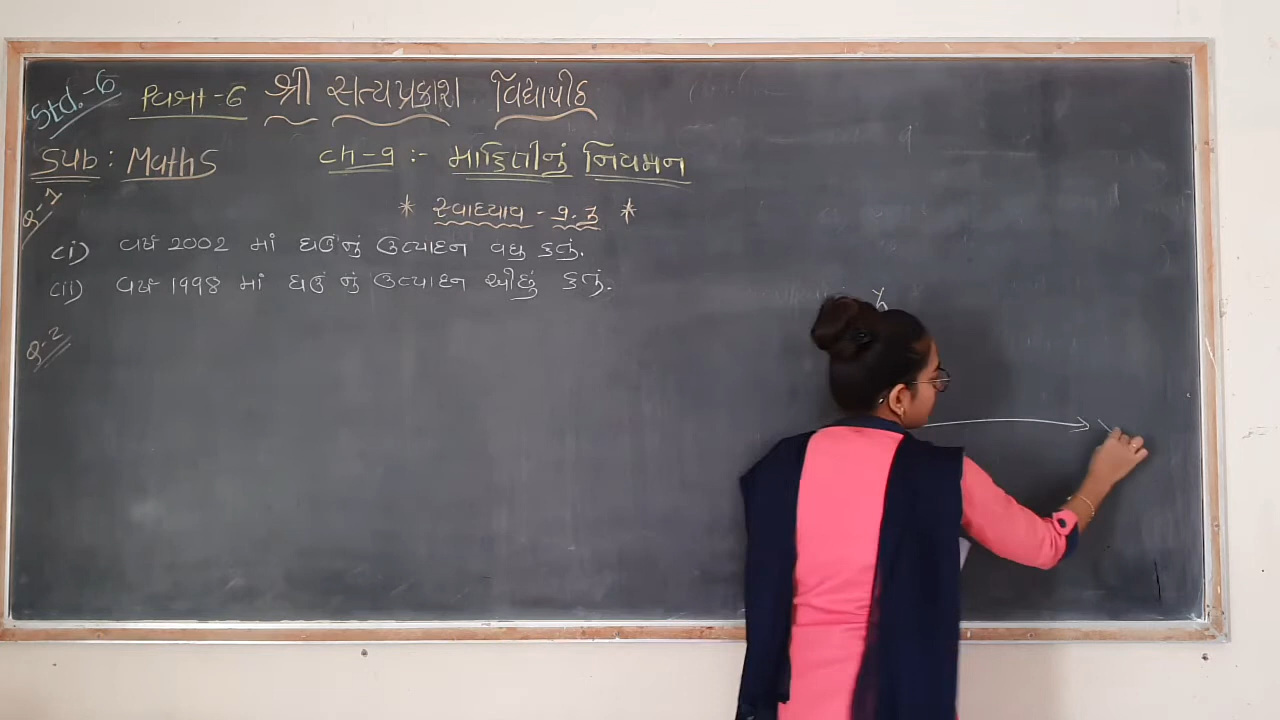 Std.-6 વિભાગ-6 શ્રી સત્યપ્રકાશ વિદ્યાપીઠ
Sub : Maths ch-9 :- માહિતીનું નિયમન
* સ્વાધ્યાય - 9.3 *
Q-1
(i) વર્ષ 2002 માં ઘઉંનું ઉત્પાદન વધુ હતું.
(ii) વર્ષ 1998 માં ઘઉં નું ઉત્પાદન ઓછું હતું.
Q-2
y